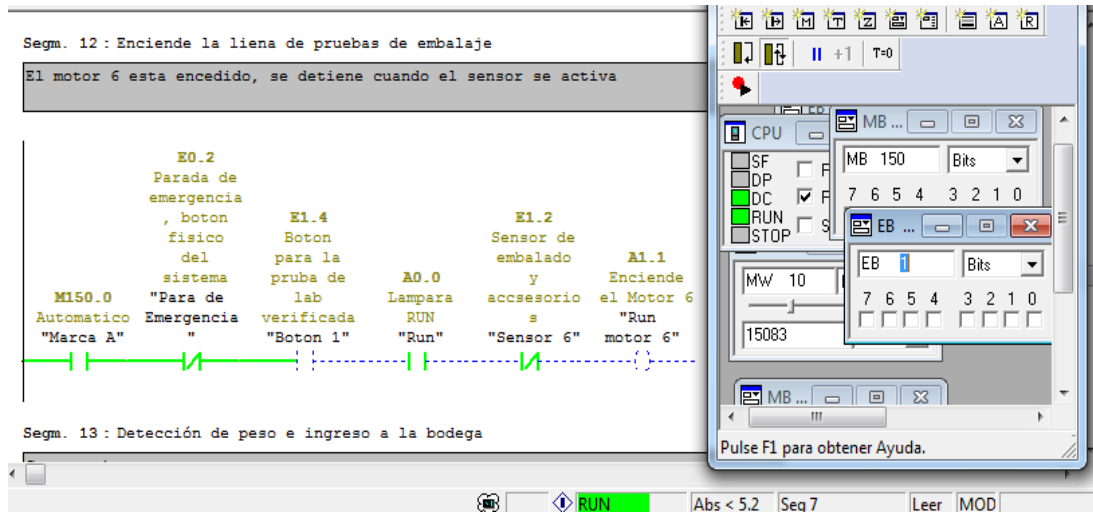 Segm. 12 : Enciende la liena de pruebas de embalaje
El motor 6 esta encedido, se detiene cuando el sensor se activa
E0.2
Parada de
emergencia
, boton
fisico
del
sistema
"Para de
Emergencia
"
M150.0
Automatico
"Marca A"
E1.4
Boton
para la
pruba de
lab
verificada
"Boton 1"
A0.0
Lampara
RUN
"Run"
E1.2
Sensor de
embalado
y
accsesorio
s
"Sensor 6"
A1.1
Enciende
el Motor 6
"Run
motor 6"
Segm. 13 : Detección de peso e ingreso a la bodega
RUN
Abs < 5.2
Seg 7
Leer
MOD
+1
T=0
CPU
SF
DP
DC
RUN
STOP
MB ...
MB 150
Bits
7 6 5 4 3 2 1 0
EB ...
EB 1
Bits
7 6 5 4 3 2 1 0
MW 10
15083
MB ...
Pulse F1 para obtener Ayuda.